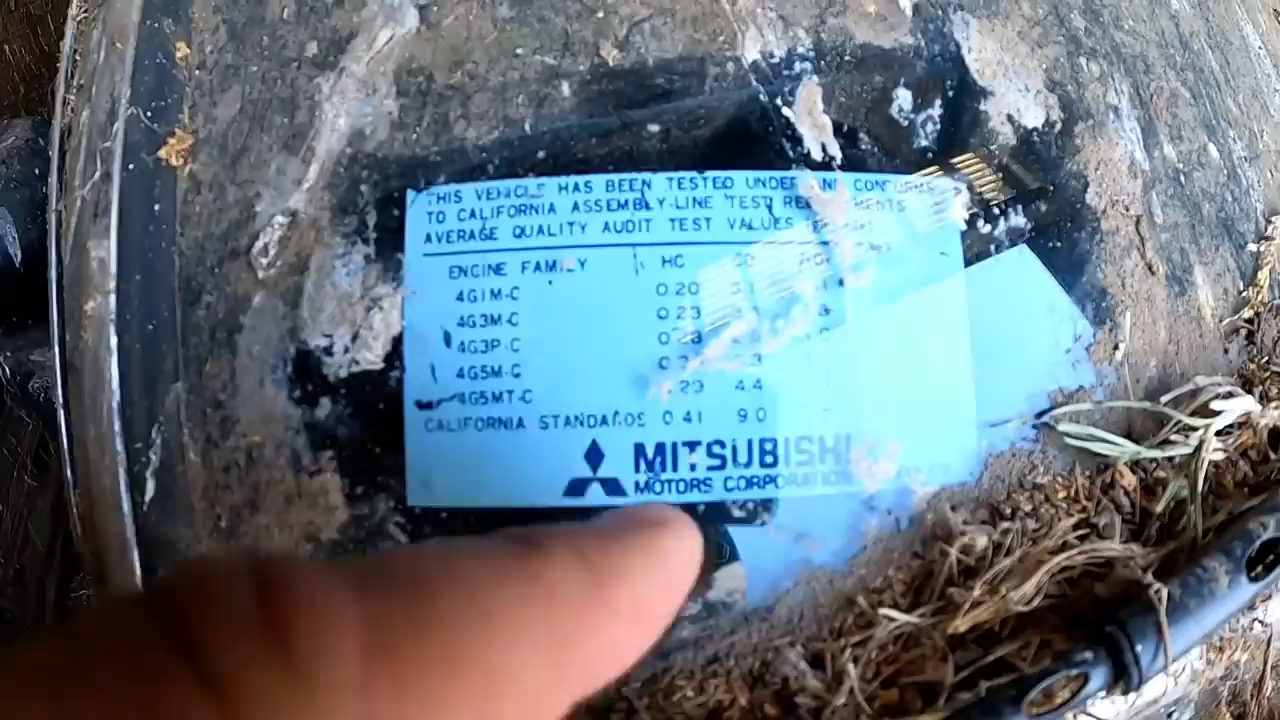 THIS VEHICLE HAS BEEN TESTED UNDER AND CONFORMS
TO CALIFORNIA ASSEMBLY-LINE TEST
AVERAGE QUALITY AUDIT TEST VALUES
ENGINE FAMILY HC
4G1M-C 0.20
4G3M-C 0.23
4G3P-C
4G5M-C
4G5MT-C .29 4.4
CALIFORNIA STANDARDS 0.41 9.0
MITSUBISHI
MOTORS CORPORATION